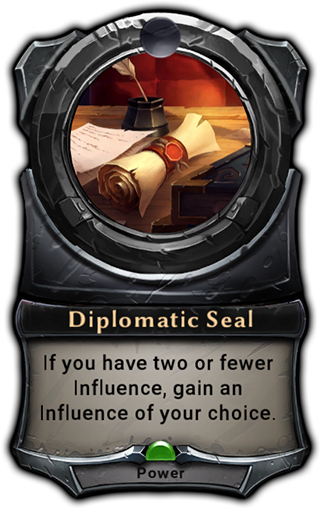 Diplomatic Seal
If you have two or fewer
Influence, gain an
Influence of your choice.
Power